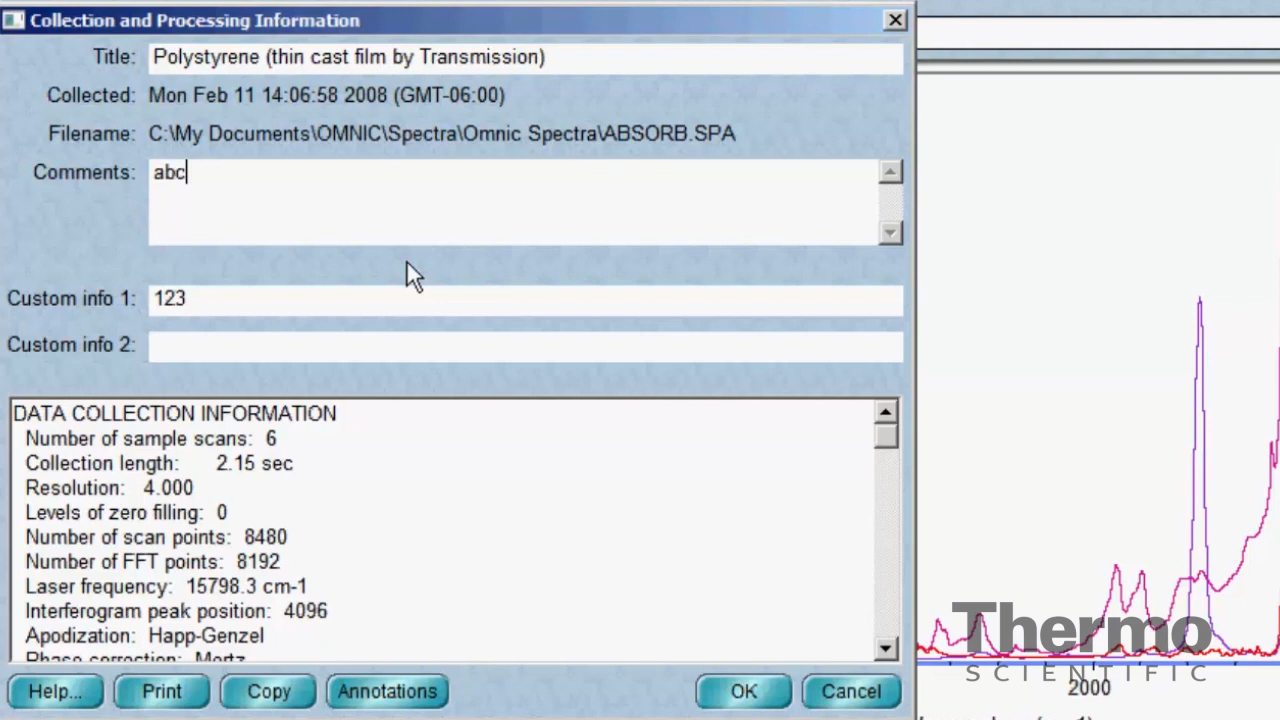 Collection and Processing Information
Title: Polystyrene (thin cast film by Transmission)
Collected: Mon Feb 11 14:06:58 2008 (GMT-06:00)
Filename: C:\My Documents\OMNIC\Spectra\Omnic Spectra\ABSORB.SPA
Comments: abc
Custom info 1: 123
Custom info 2:
DATA COLLECTION INFORMATION
Number of sample scans: 6
Collection length: 2.15 sec
Resolution: 4.000
Levels of zero filling: 0
Number of scan points: 8480
Number of FFT points: 8192
Laser frequency: 15798.3 cm-1
Interferogram peak position: 4096
Apodization: Happ-Genzel
Phase correction: Mertz
Help... Print Copy Annotations OK Cancel
Thermo
SCIENTIFIC
2000